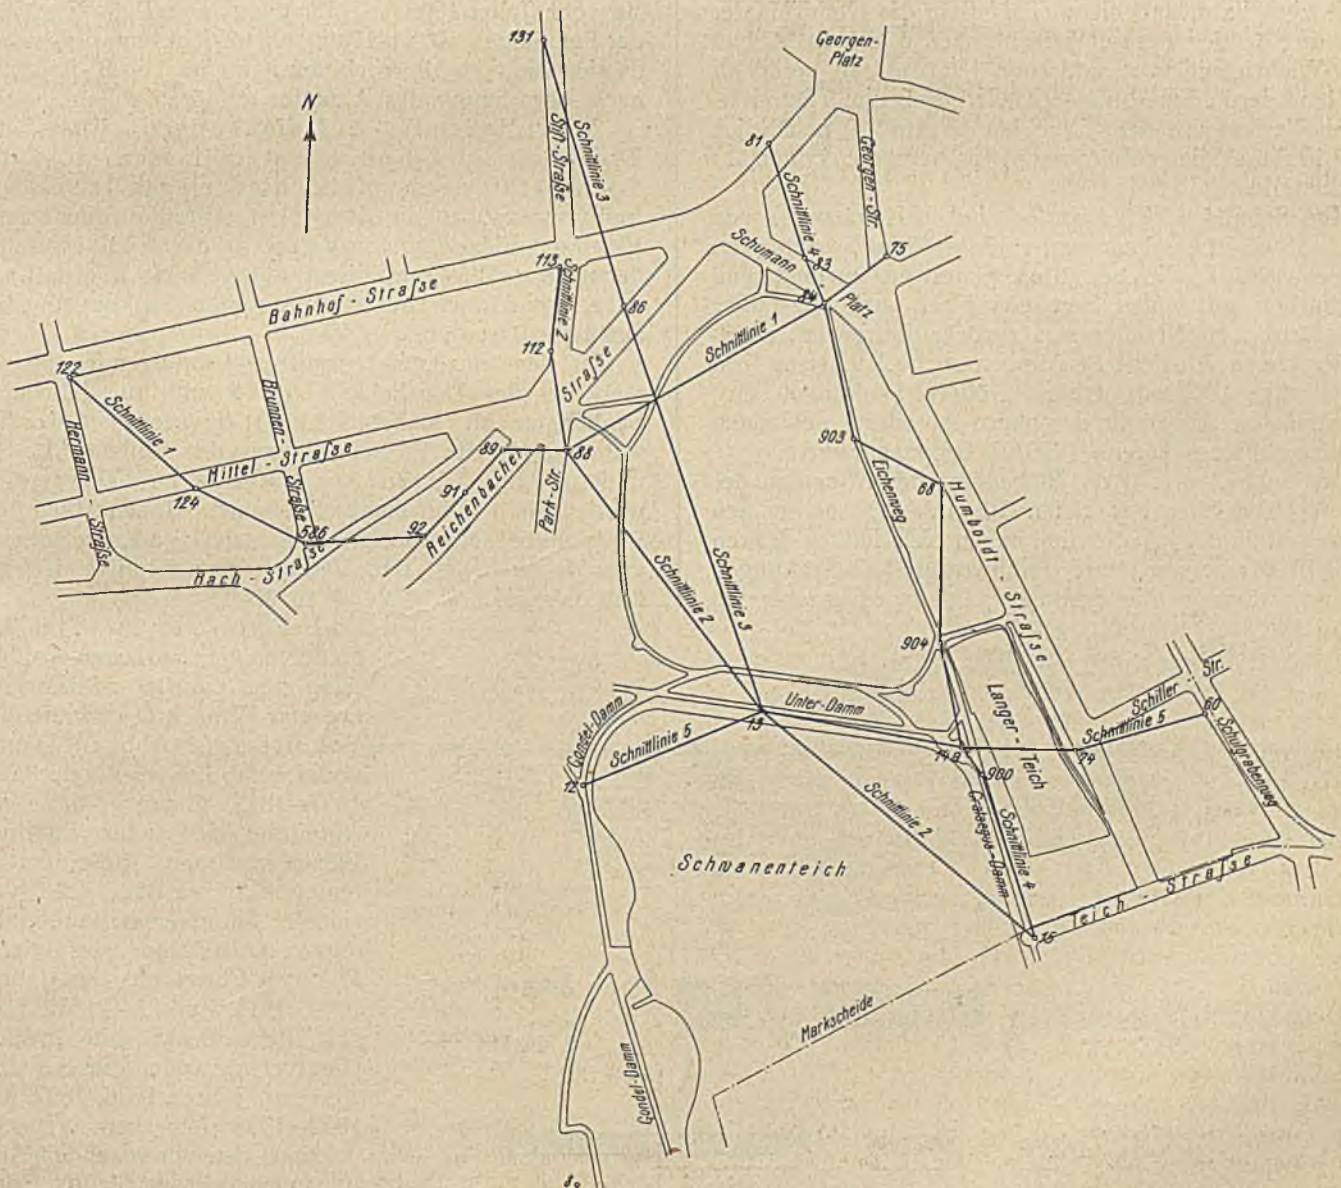 131
Georgen-
Platz
N
Stift-Straße
Schnittlinie 3
81
Georgen-Str.
Schnittlinie 4
83
75
Schumann
Platz
84
113
Schnittlinie 2
86
Bahnhof-Straße
112
Straße
Schnittlinie 1
122
Schnittlinie 1
Hermann-
Straße
Brunnen-
Straße
Mittel-Straße
124
586
Bach-Straße
89
91
92
Reichenbacher
88
Park-Str.
903
68
Eichenweg
Humboldt-Straße
Schnittlinie 2
Schnittlinie 3
904
Langer-
Teich
Schiller-
Str.
60
Schnittlinie 5
Schulgrabenweg
Gondel-Damm
Unter-Damm
Schnittlinie 5
13
14a
79
12
900
Schnittlinie 2
Crataegus-Damm
Schnittlinie 4
Schwanenteich
Teich-Straße
15
Markscheide
Gondel-Damm